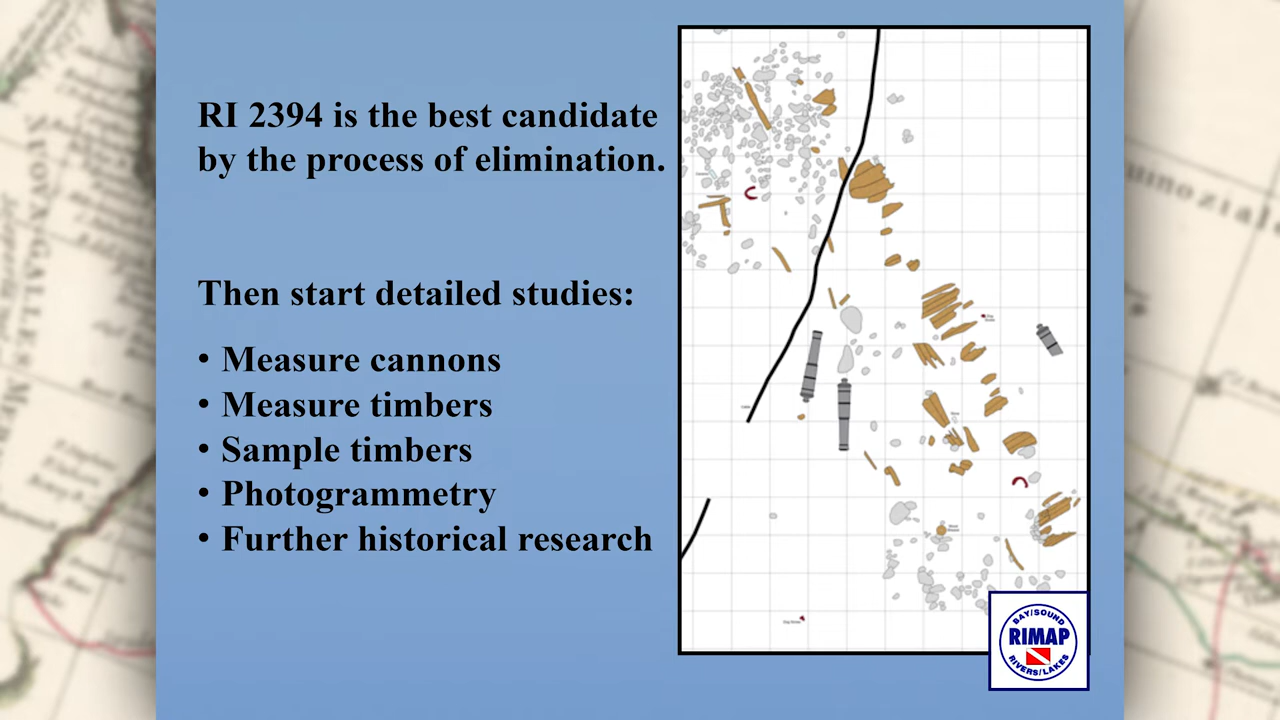 RI 2394 is the best candidate
by the process of elimination.
Then start detailed studies:
• Measure cannons
• Measure timbers
• Sample timbers
• Photogrammetry
• Further historical research
BAY/SOUND
RIMAP
RIVERS/LAKES